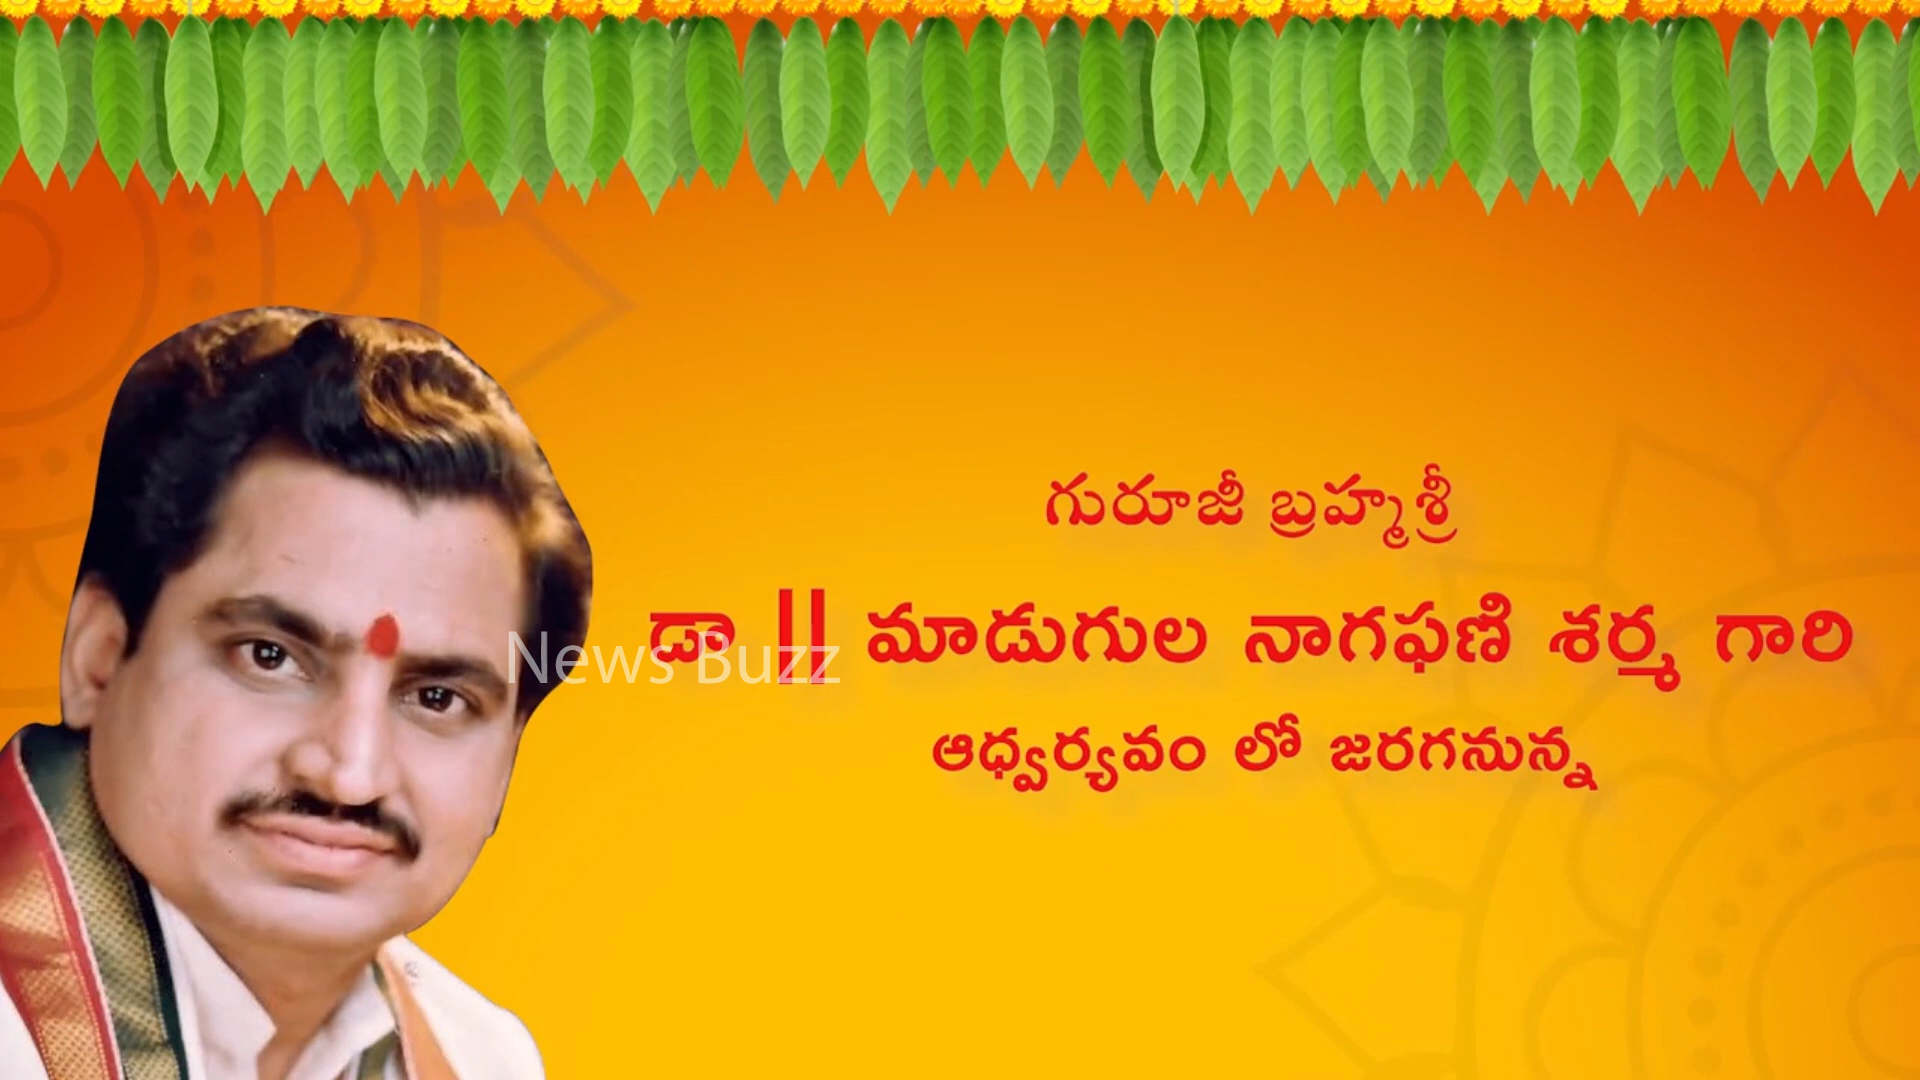 గురూజీ బ్రహ్మశ్రీ
డా|| మాడుగుల నాగఫణి శర్మ గారి
ఆధ్వర్యవం లో జరగనున్న
News Buzz